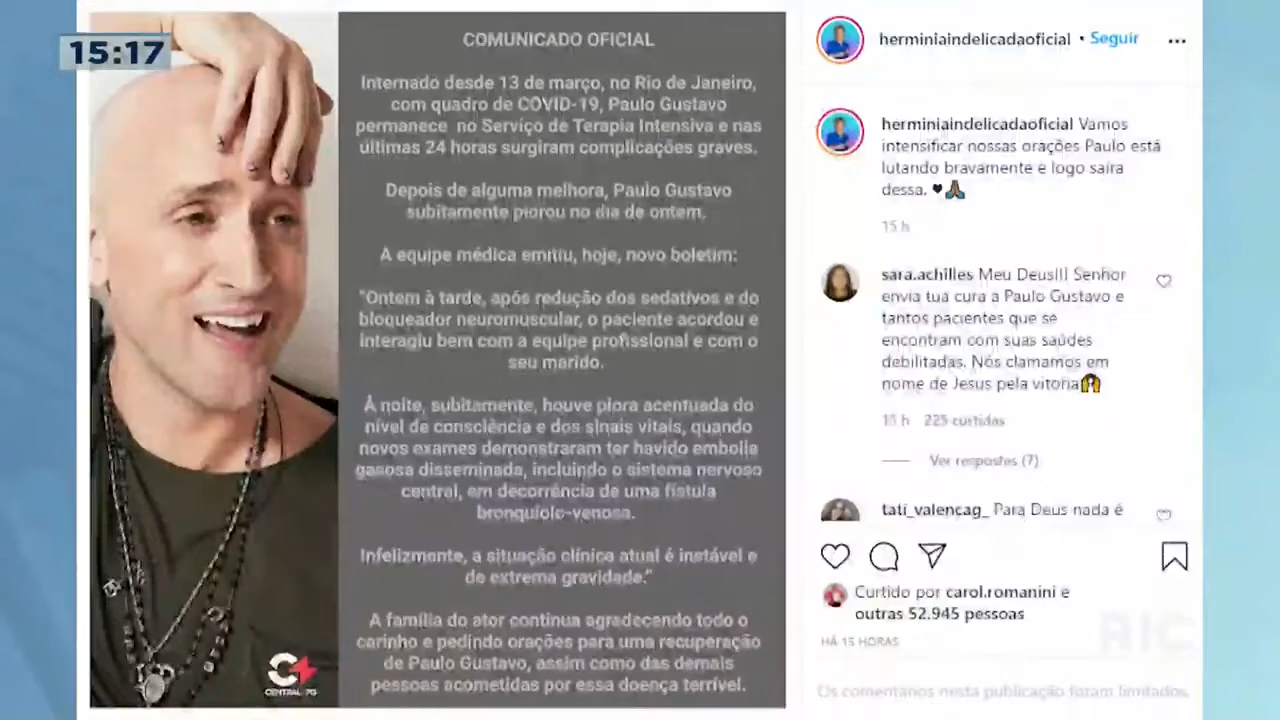 15:17
COMUNICADO OFICIAL
Internado desde 13 de março, no Rio de Janeiro,
com quadro de COVID-19, Paulo Gustavo
permanece no Serviço de Terapia Intensiva e nas
últimas 24 horas surgiram complicações graves.
Depois de alguma melhora, Paulo Gustavo
subitamente piorou no dia de ontem.
A equipe médica emitiu, hoje, novo boletim:
"Ontem à tarde, após redução dos sedativos e do
bloqueador neuromuscular, o paciente acordou e
interagiu bem com a equipe profissional e com o
seu marido.
À noite, subitamente, houve piora acentuada do
nível de consciência e dos sinais vitais, quando
novos exames demonstraram ter havido embolia
gasosa disseminada, incluindo o sistema nervoso
central, em decorrência de uma fístula
bronquíolo-venosa.
Infelizmente, a situação clínica atual é instável e
de extrema gravidade."
A família do ator continua agradecendo todo o
carinho e pedindo orações para uma recuperação
de Paulo Gustavo, assim como das demais
pessoas acometidas por essa doença terrível.
CENTRAL PG
herminiaindelicadaoficial • Seguir
herminiaindelicadaoficial Vamos
intensificar nossas orações Paulo está
lutando bravamente e logo saira
dessa.
15 h
sara.achilles Meu Deus!!! Senhor
envia tua cura a Paulo Gustavo e
tantos pacientes que se
encontram com suas saúdes
debilitadas. Nós clamamos em
nome de Jesus pela vitoria
15 h 225 curtidas
Ver respostas (7)
tati_valencag_ Para Deus nada é
Curtido por carol.romanini e
outras 52.945 pessoas
HÁ 15 HORAS
RIC
Os comentários nesta publicação foram limitados.